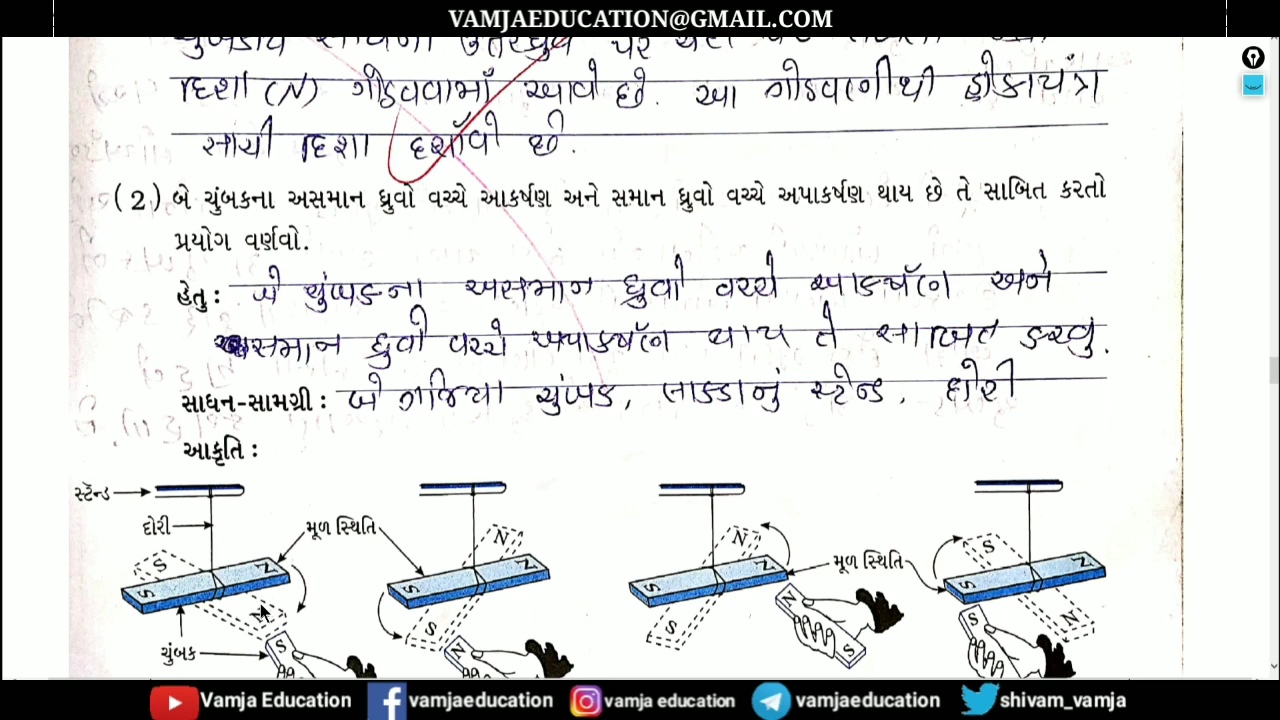 VAMJAEDUCATION@GMAIL.COM
દિશા (N) ગોઠવવામાઁ આવે છે. આ ગોઠવણીથી હોકાયંત્ર
સાચી દિશા દર્શાવે છે.
(2) બે ચુંબકના અસમાન ધ્રુવો વચ્ચે આકર્ષણ અને સમાન ધ્રુવો વચ્ચે અપાકર્ષણ થાય છે તે સાબિત કરતો
પ્રયોગ વર્ણવો.
હેતુ : બે ચુંબકના અસમાન ધ્રુવો વચ્ચે આકર્ષણ અને
સમાન ધ્રુવો વચ્ચે અપાકર્ષણ થાય તે સાબિત કરવું.
સાધન-સામગ્રી : બે ગજિયા ચુંબક, લાકડાનું સ્ટેન્ડ, દોરી
આકૃતિ :
સ્ટૅન્ડ
દોરી
મૂળ સ્થિતિ
N
N
S
S
S
N
S
N
S
N
મૂળ સ્થિતિ
S
N
S
N
N
S
S
N
S
N
S
S
N
ચુંબક
Vamja Education
vamjaeducation
vamja education
vamjaeducation
shivam_vamja